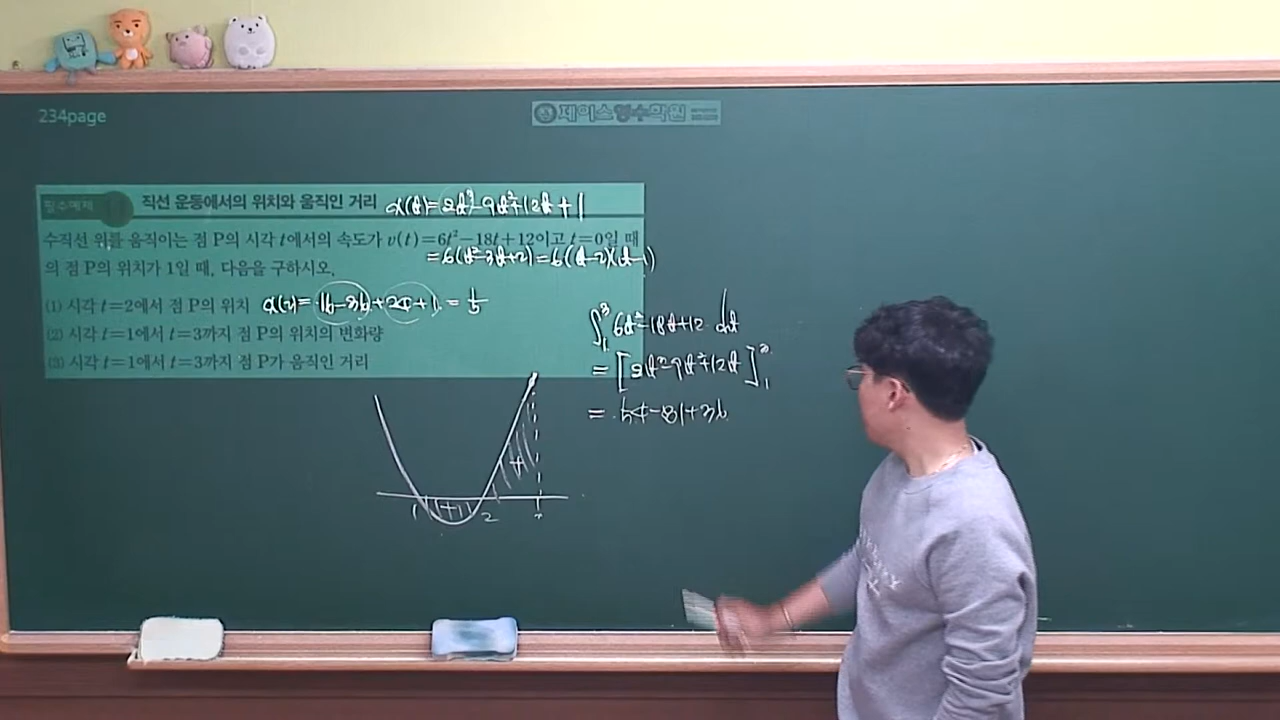 234page
제이스영수학원
필수예제 직선 운동에서의 위치와 움직인 거리
x(t)=2t³-9t²+12t+1
수직선 위를 움직이는 점 P의 시각 t에서의 속도가 v(t)=6t²-18t+12이고 t=0일 때
의 점 P의 위치가 1일 때, 다음을 구하시오.
=6(t²-3t+2)=6(t-2)(t-1)
(1) 시각 t=2에서 점 P의 위치
x(2)=16-36+24+1=5
(2) 시각 t=1에서 t=3까지 점 P의 위치의 변화량
(3) 시각 t=1에서 t=3까지 점 P가 움직인 거리
∫₁³ 6t²-18t+12 dt
=[2t³-9t²+12t]₁³
=54-81+36
1 2